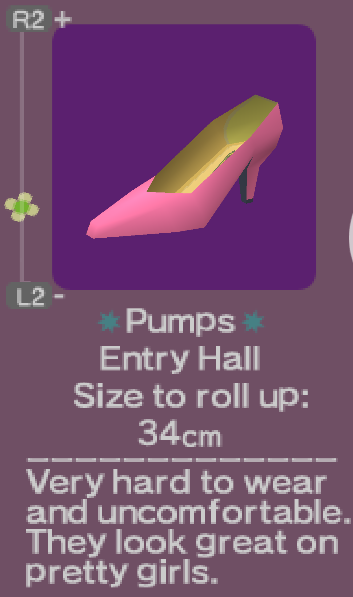 R2 +
L2 -
Pumps
Entry Hall
Size to roll up:
34cm
Very hard to wear
and uncomfortable.
They look great on
pretty girls.